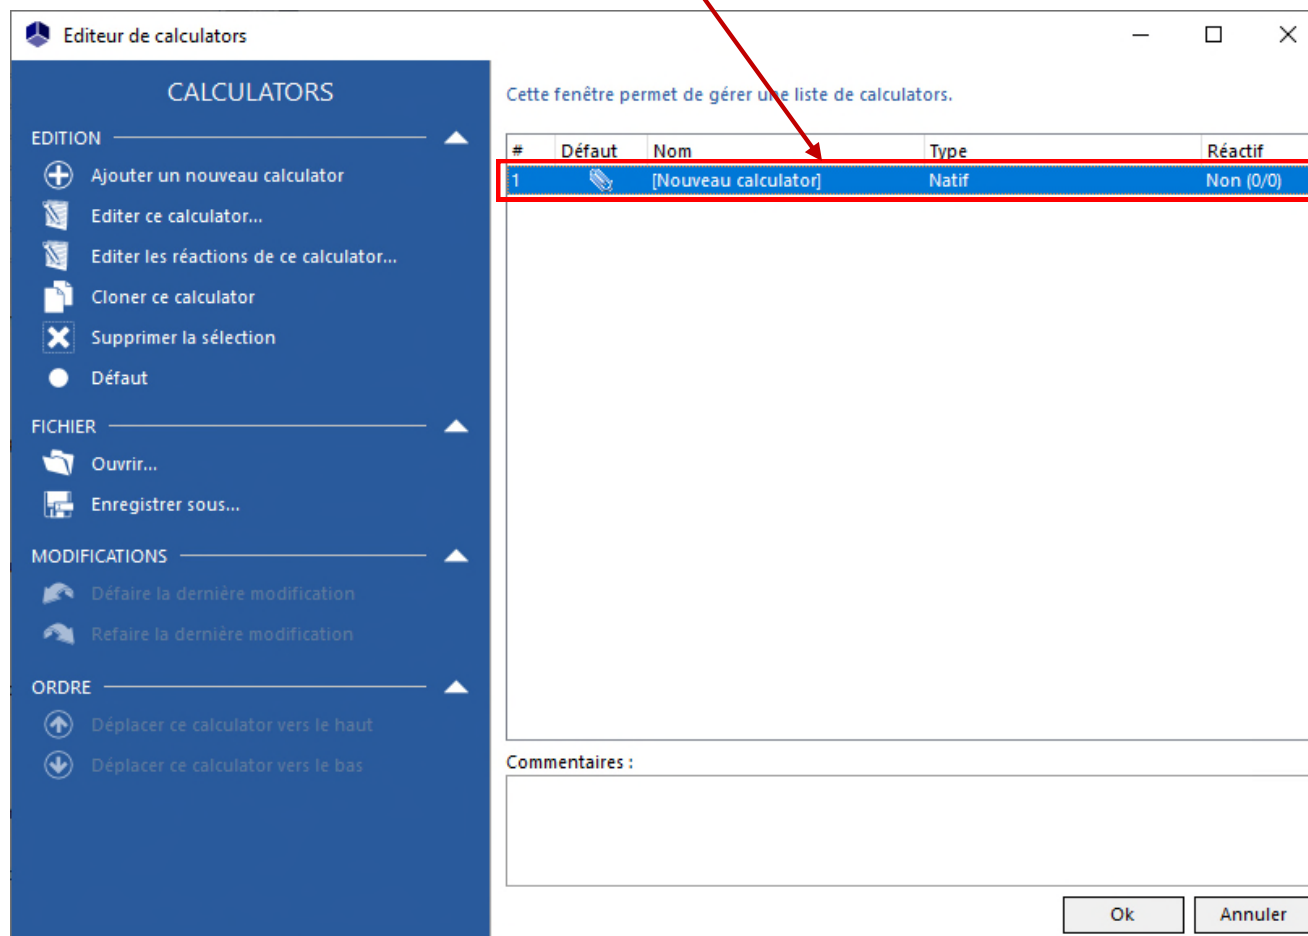 Editeur de calculators
CALCULATORS
EDITION
Ajouter un nouveau calculator
Editer ce calculator...
Editer les réactions de ce calculator...
Cloner ce calculator
Supprimer la sélection
Défaut
FICHIER
Ouvrir...
Enregistrer sous...
MODIFICATIONS
Défaire la dernière modification
Refaire la dernière modification
ORDRE
Déplacer ce calculator vers le haut
Déplacer ce calculator vers le bas
Cette fenêtre permet de gérer une liste de calculators.
# Défaut Nom Type Réactif
1 [Nouveau calculator] Natif Non (0/0)
Commentaires :
Ok Annuler